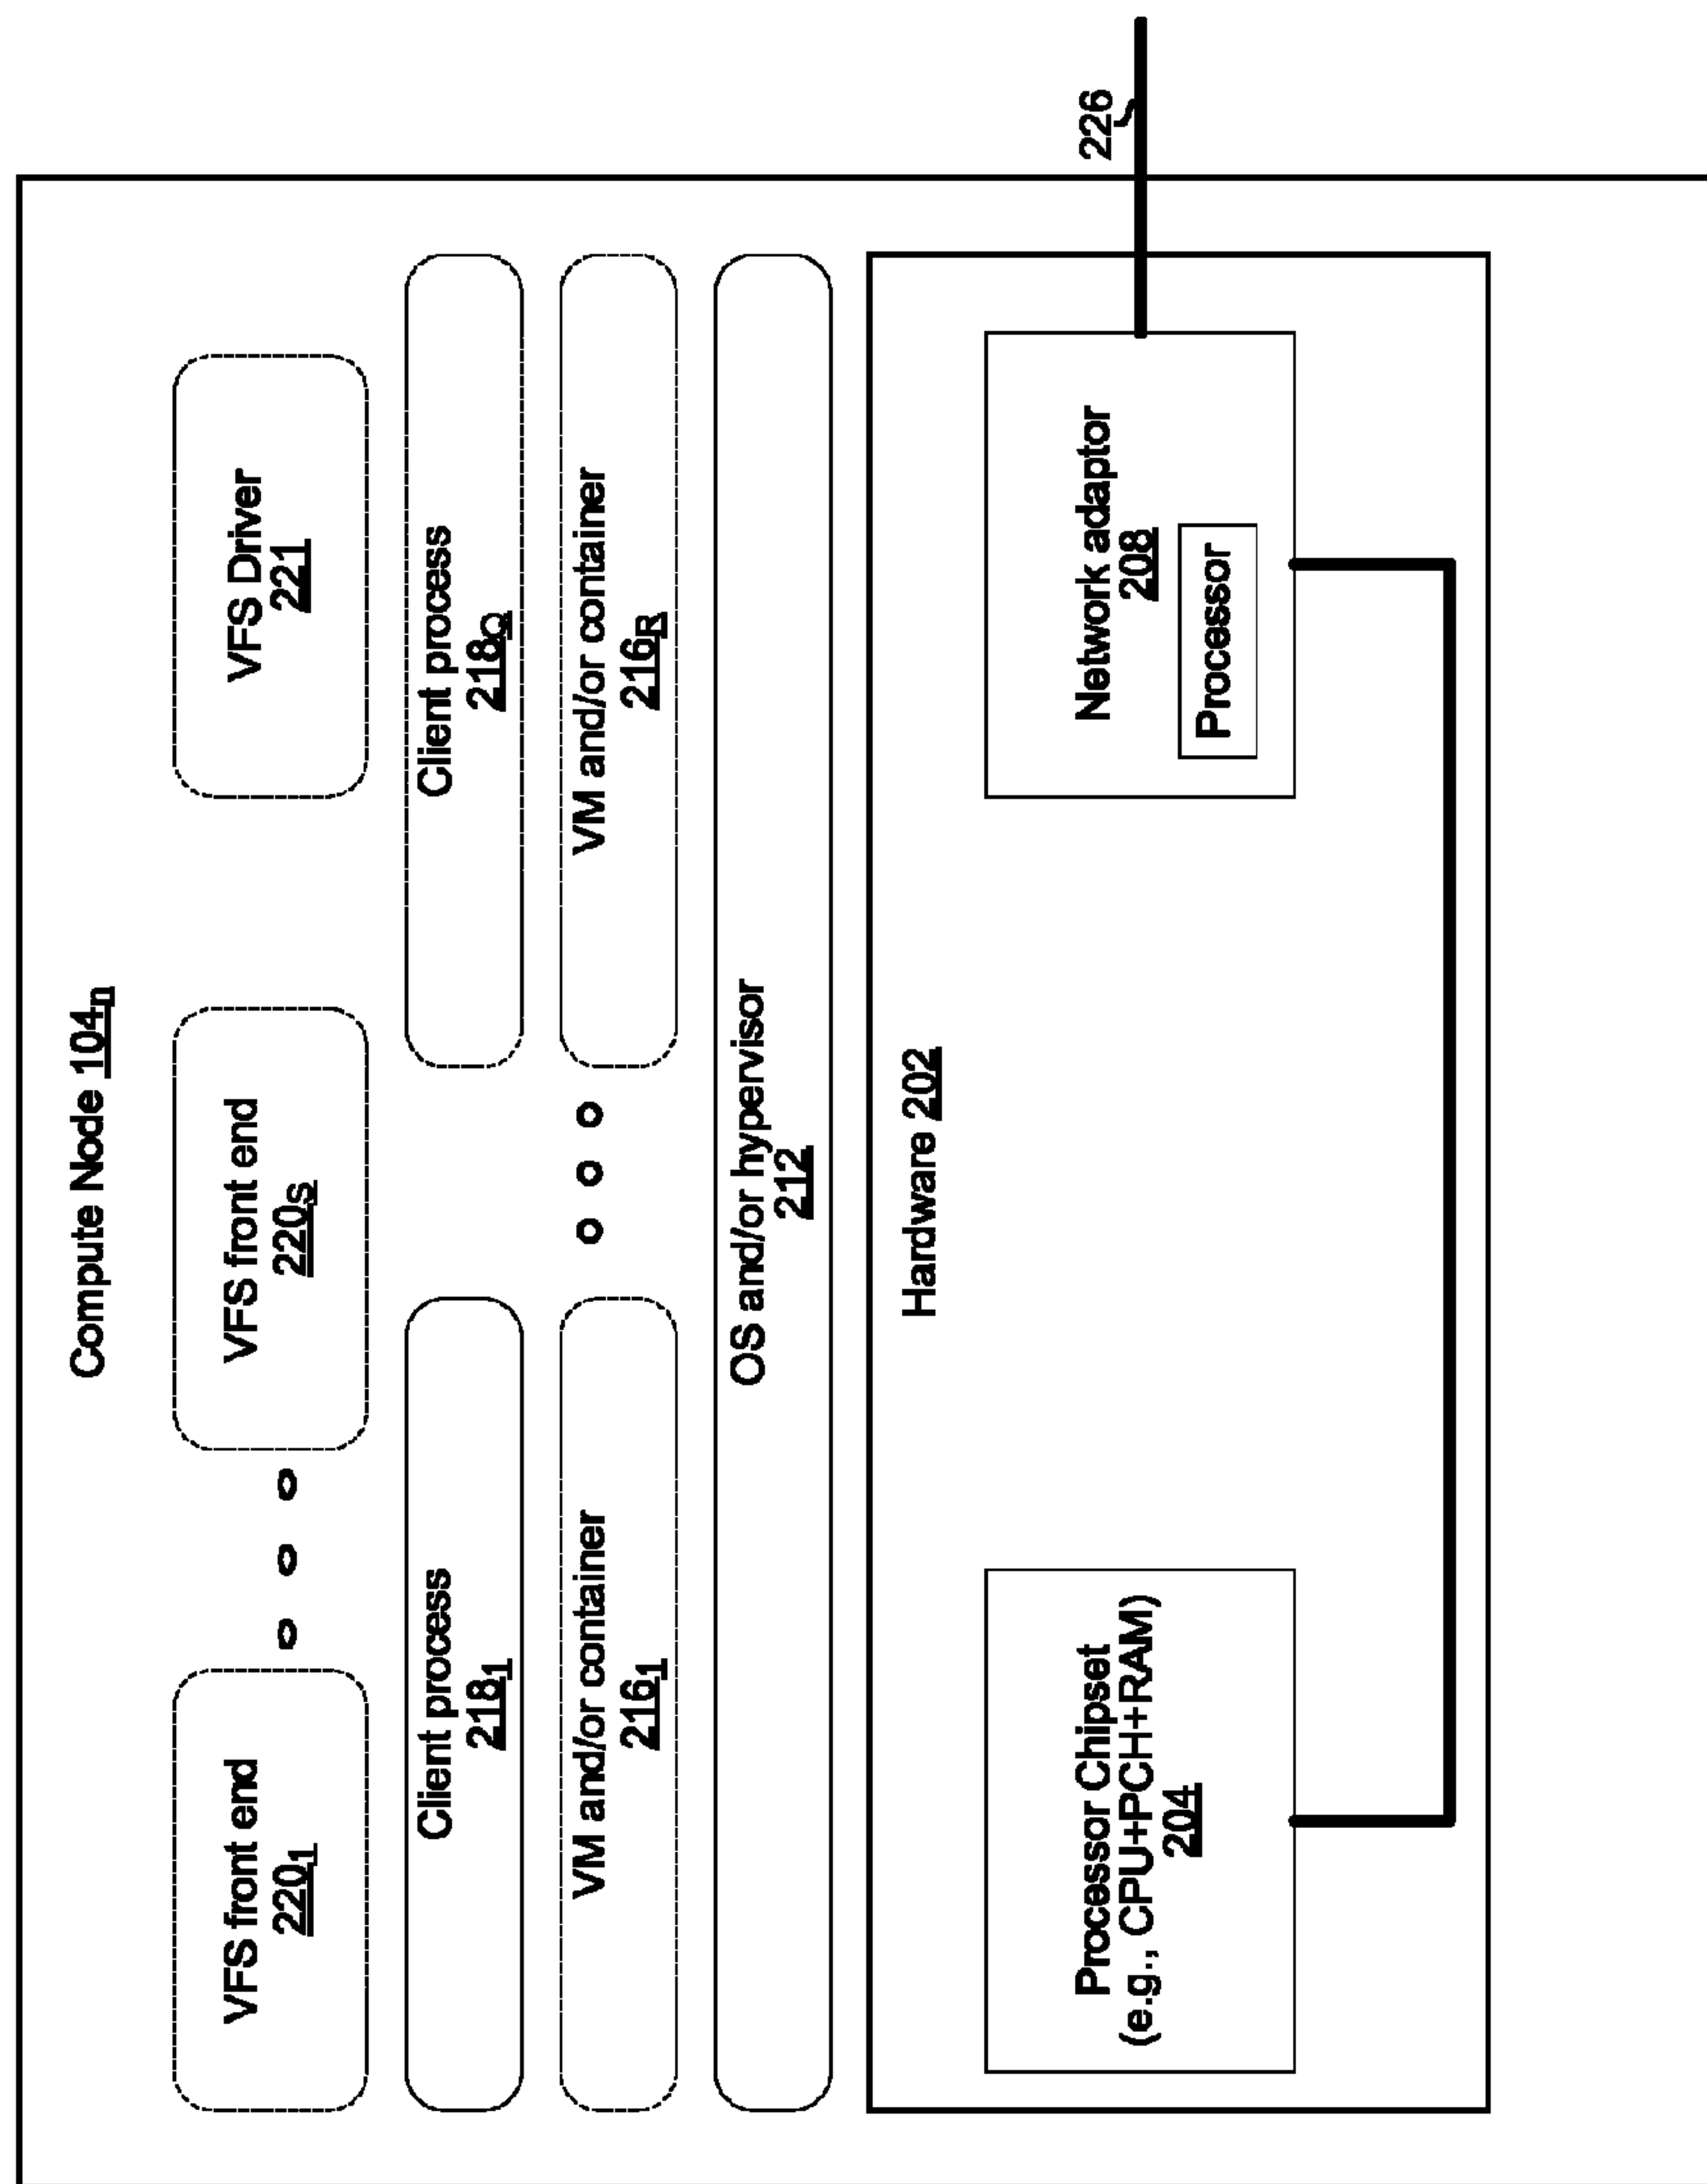 Compute Node 104n
VFS front end
220₁
VFS front end
220s
VFS Driver
221
Client process
218₁
Client process
218Q
VM and/or container
216₁
VM and/or container
216R
OS and/or hypervisor
212
Hardware 202
Processor Chipset
(e.g., CPU+PCH+RAM)
204
Network adaptor
208
Processor
226